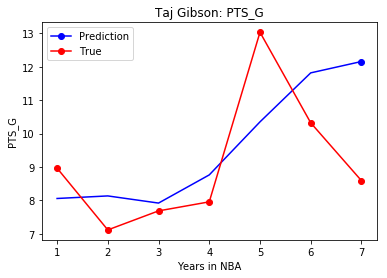 Taj Gibson: PTS_G
Prediction
True
PTS_G
13
12
11
10
9
8
7
1 2 3 4 5 6 7
Years in NBA